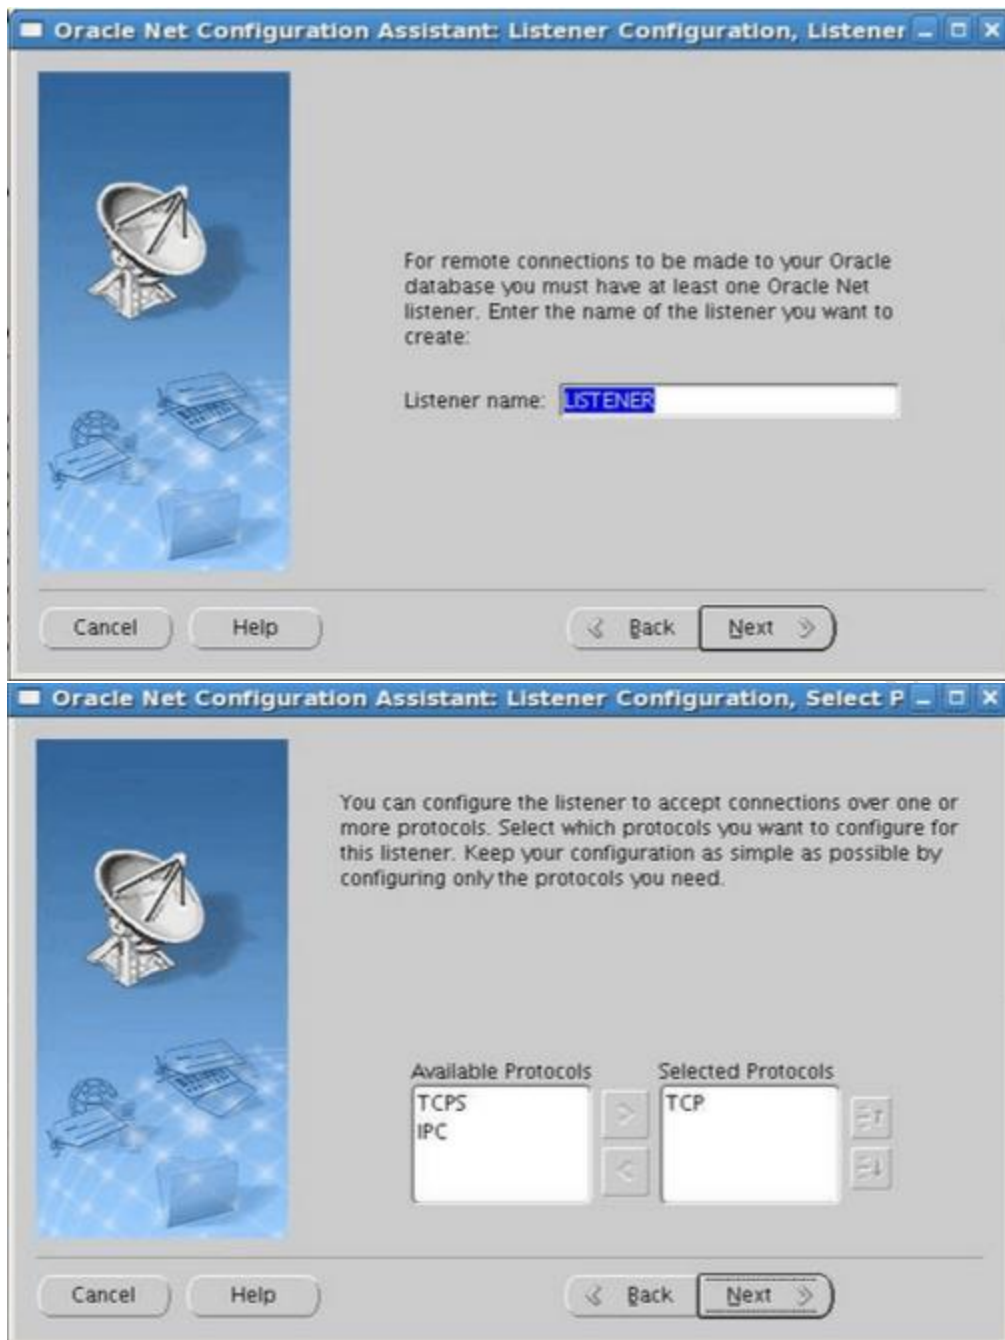 Oracle Net Configuration Assistant: Listener Configuration, Listener
For remote connections to be made to your Oracle
database you must have at least one Oracle Net
listener. Enter the name of the listener you want to
create:
Listener name: LISTENER
Cancel Help Back Next
Oracle Net Configuration Assistant: Listener Configuration, Select P
You can configure the listener to accept connections over one or
more protocols. Select which protocols you want to configure for
this listener. Keep your configuration as simple as possible by
configuring only the protocols you need.
Available Protocols Selected Protocols
TCPS TCP
IPC
Cancel Help Back Next